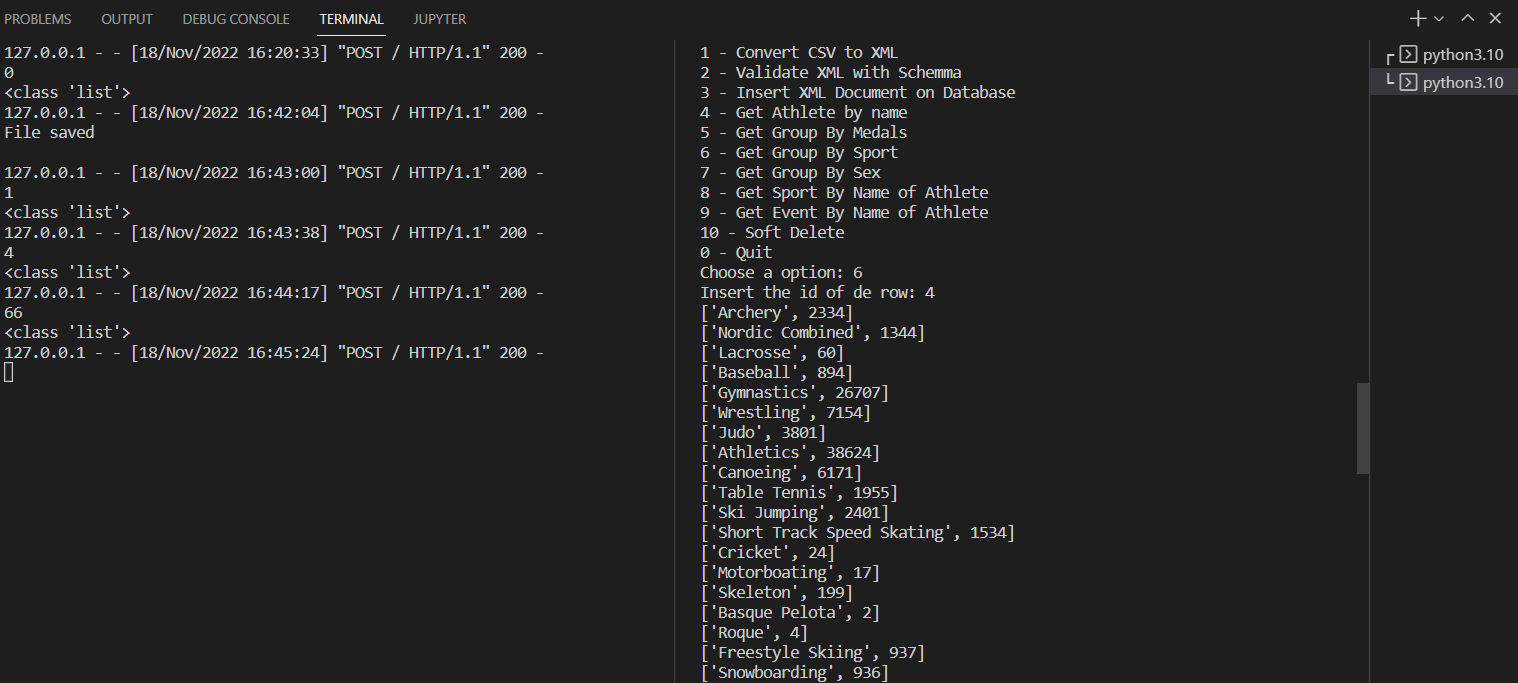 PROBLEMS OUTPUT DEBUG CONSOLE TERMINAL JUPYTER
127.0.0.1 - - [18/Nov/2022 16:20:33] "POST / HTTP/1.1" 200 -
0
<class 'list'>
127.0.0.1 - - [18/Nov/2022 16:42:04] "POST / HTTP/1.1" 200 -
File saved
127.0.0.1 - - [18/Nov/2022 16:43:00] "POST / HTTP/1.1" 200 -
1
<class 'list'>
127.0.0.1 - - [18/Nov/2022 16:43:38] "POST / HTTP/1.1" 200 -
4
<class 'list'>
127.0.0.1 - - [18/Nov/2022 16:44:17] "POST / HTTP/1.1" 200 -
66
<class 'list'>
127.0.0.1 - - [18/Nov/2022 16:45:24] "POST / HTTP/1.1" 200 -
1 - Convert CSV to XML
2 - Validate XML with Schemma
3 - Insert XML Document on Database
4 - Get Athlete by name
5 - Get Group By Medals
6 - Get Group By Sport
7 - Get Group By Sex
8 - Get Sport By Name of Athlete
9 - Get Event By Name of Athlete
10 - Soft Delete
0 - Quit
Choose a option: 6
Insert the id of de row: 4
['Archery', 2334]
['Nordic Combined', 1344]
['Lacrosse', 60]
['Baseball', 894]
['Gymnastics', 26707]
['Wrestling', 7154]
['Judo', 3801]
['Athletics', 38624]
['Canoeing', 6171]
['Table Tennis', 1955]
['Ski Jumping', 2401]
['Short Track Speed Skating', 1534]
['Cricket', 24]
['Motorboating', 17]
['Skeleton', 199]
['Basque Pelota', 2]
['Roque', 4]
['Freestyle Skiing', 937]
['Snowboarding', 936]
python3.10
python3.10